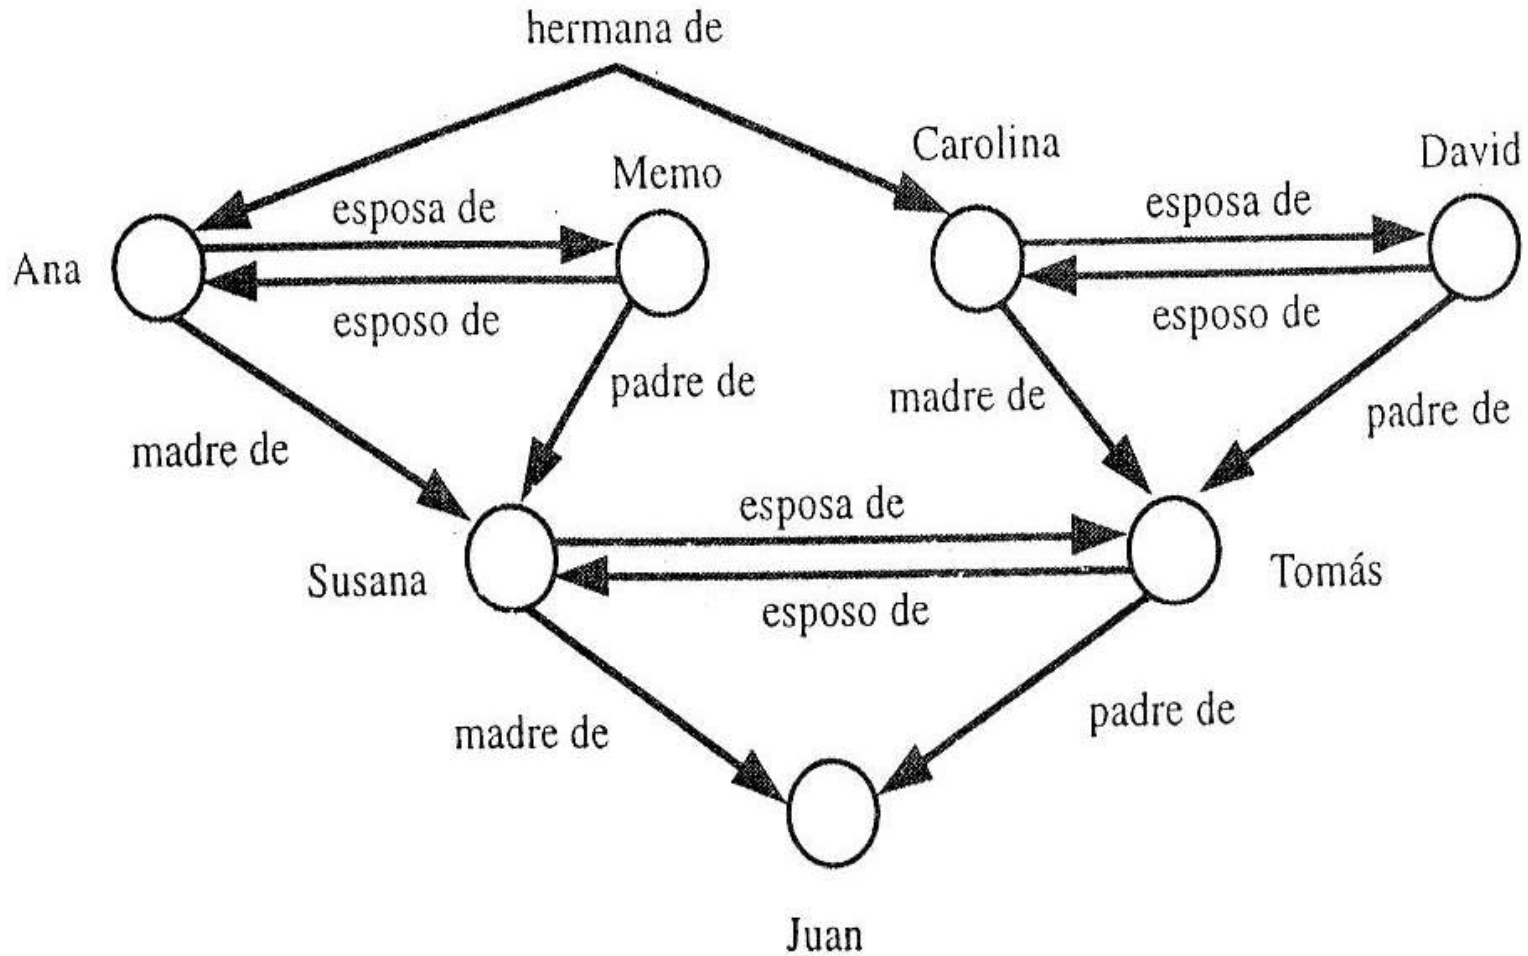 hermana de
Carolina
David
Memo
esposa de
esposa de
Ana
esposo de
esposo de
padre de
madre de
padre de
madre de
esposa de
Susana
Tomás
esposo de
madre de
padre de
Juan